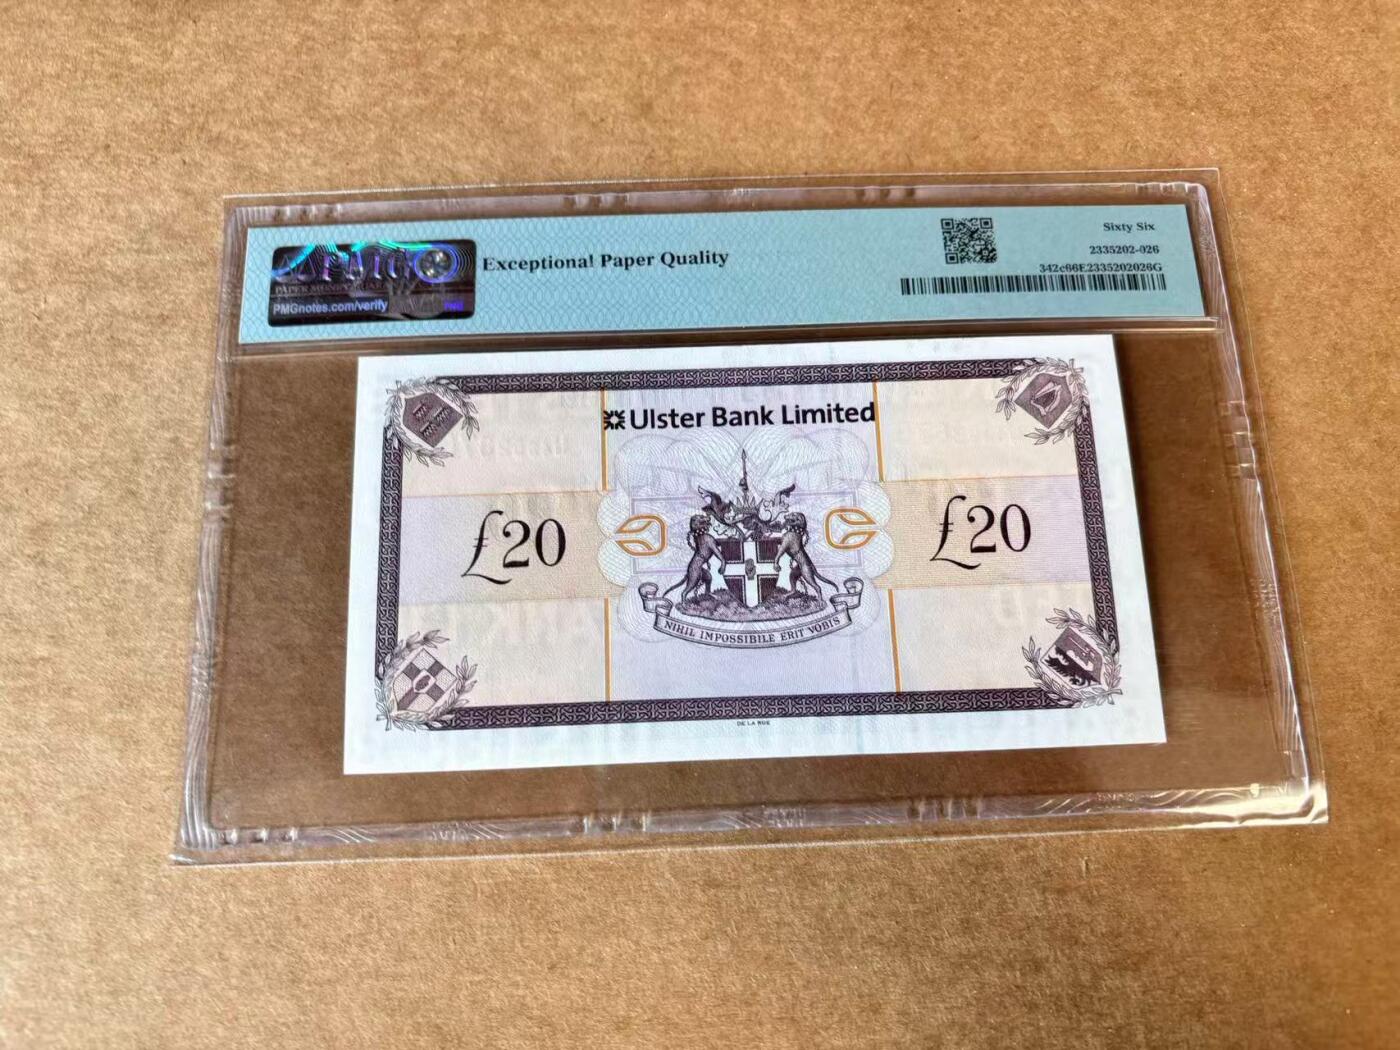 PMG
PAPER MONEY GUARANTY
PMGnotes.com/verify
Exceptional Paper Quality
Sixty Six
2335202-026
342c66E2335202026G
Ulster Bank Limited
£20
£20
NIHIL IMPOSSIBILE ERIT VOBIS
DE LA RUE